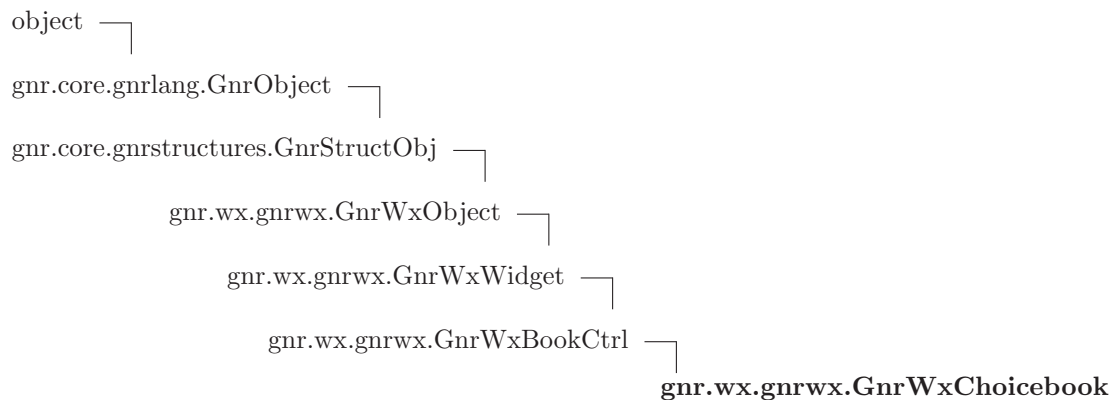 object
gnr.core.gnrlang.GnrObject
gnr.core.gnrstructures.GnrStructObj
gnr.wx.gnrwx.GnrWxObject
gnr.wx.gnrwx.GnrWxWidget
gnr.wx.gnrwx.GnrWxBookCtrl
gnr.wx.gnrwx.GnrWxChoicebook